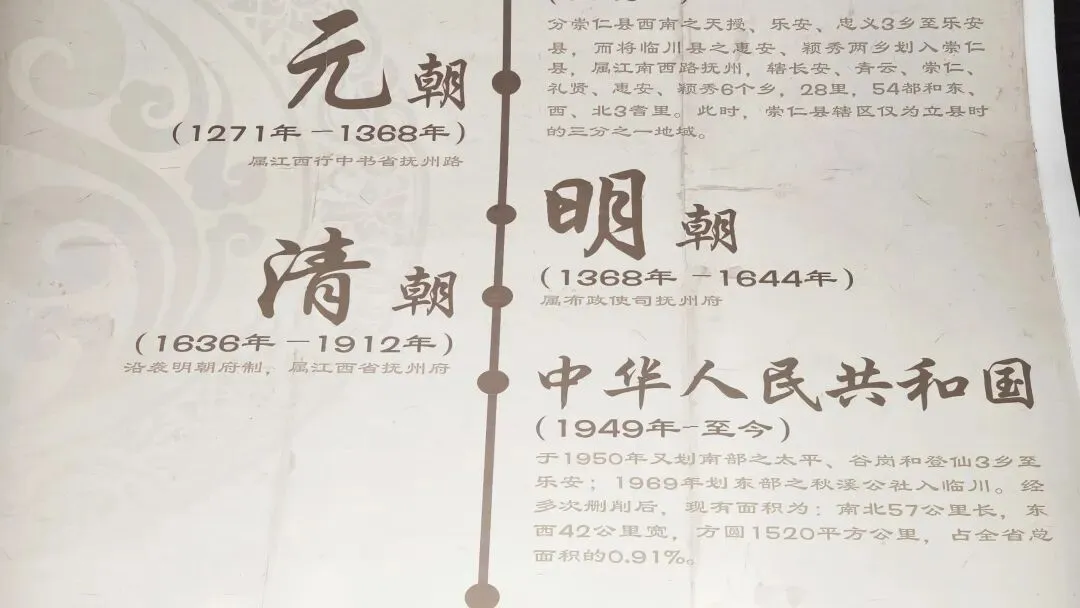 分崇仁县西南之天授、乐安、忠义3乡至乐安
县，而将临川县之惠安、颖秀两乡划入崇仁
县，属江南西路抚州，辖长安、青云、崇仁、
礼贤、惠安、颖秀6个乡，28里，54都和东、
西、北3耆里。此时，崇仁县辖区仅为立县时
的三分之一地域。
元朝
(1271年－1368年)
属江西行中书省抚州路
明朝
(1368年－1644年)
属布政使司抚州府
清朝
(1636年－1912年)
沿袭明朝府制，属江西省抚州府
中华人民共和国
(1949年-至今)
于1950年又划南部之太平、谷岗和登仙3乡至
乐安；1969年划东部之秋溪公社入临川。经
多次删削后，现有面积为：南北57公里长，东
西42公里宽，方圆1520平方公里，占全省总
面积的0.91%。